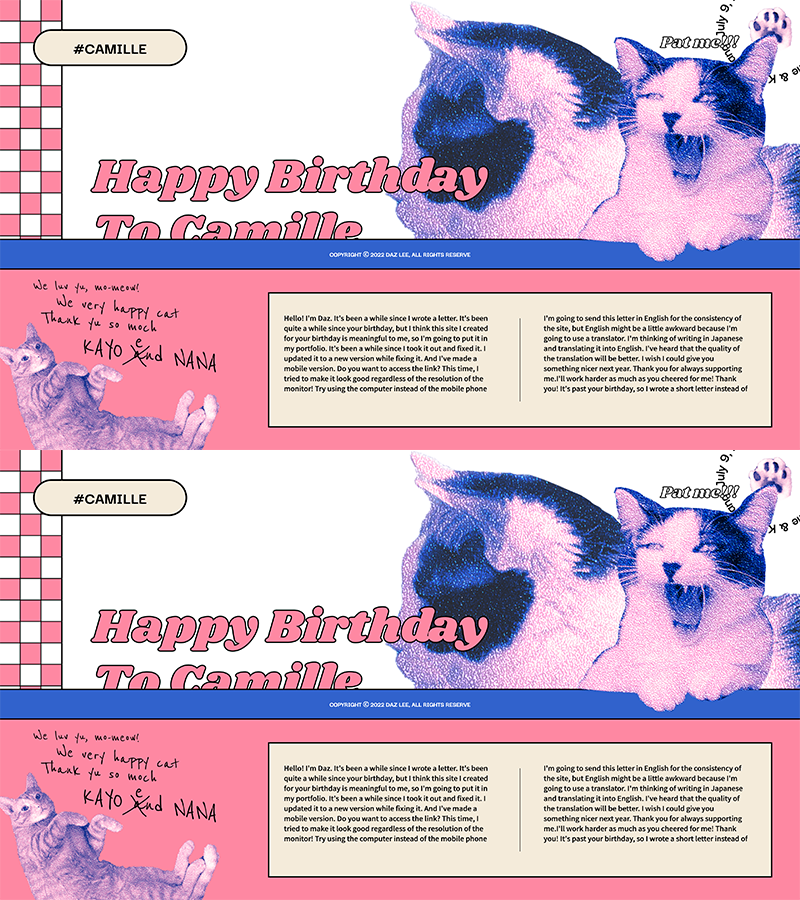 #CAMILLE
July 9,
Pat me!!!
Happy Birthday
To Camille
COPYRIGHT Ⓒ 2022 DAZ LEE, ALL RIGHTS RESERVE
We luv yu, mo-meow!
We very happy cat
Thank yu so moch
KAYO end NANA
Hello! I'm Daz. It's been a while since I wrote a letter. It's been
quite a while since your birthday, but I think this site I created
for your birthday is meaningful to me, so I'm going to put it in
my portfolio. It's been a while since I took it out and fixed it. I
updated it to a new version while fixing it. And I've made a
mobile version. Do you want to access the link? This time, I
tried to make it look good regardless of the resolution of the
monitor! Try using the computer instead of the mobile phone
I'm going to send this letter in English for the consistency of
the site, but English might be a little awkward because I'm
going to use a translator. I'm thinking of writing in Japanese
and translating it into English. I've heard that the quality of
the translation will be better. I wish I could give you
something nicer next year. Thank you for always supporting
me.I'll work harder as much as you cheered for me! Thank
you! It's past your birthday, so I wrote a short letter instead of
#CAMILLE
July 9,
Pat me!!!
Happy Birthday
To Camille
COPYRIGHT Ⓒ 2022 DAZ LEE, ALL RIGHTS RESERVE
We luv yu, mo-meow!
We very happy cat
Thank yu so moch
KAYO end NANA
Hello! I'm Daz. It's been a while since I wrote a letter. It's been
quite a while since your birthday, but I think this site I created
for your birthday is meaningful to me, so I'm going to put it in
my portfolio. It's been a while since I took it out and fixed it. I
updated it to a new version while fixing it. And I've made a
mobile version. Do you want to access the link? This time, I
tried to make it look good regardless of the resolution of the
monitor! Try using the computer instead of the mobile phone
I'm going to send this letter in English for the consistency of
the site, but English might be a little awkward because I'm
going to use a translator. I'm thinking of writing in Japanese
and translating it into English. I've heard that the quality of
the translation will be better. I wish I could give you
something nicer next year. Thank you for always supporting
me.I'll work harder as much as you cheered for me! Thank
you! It's past your birthday, so I wrote a short letter instead of